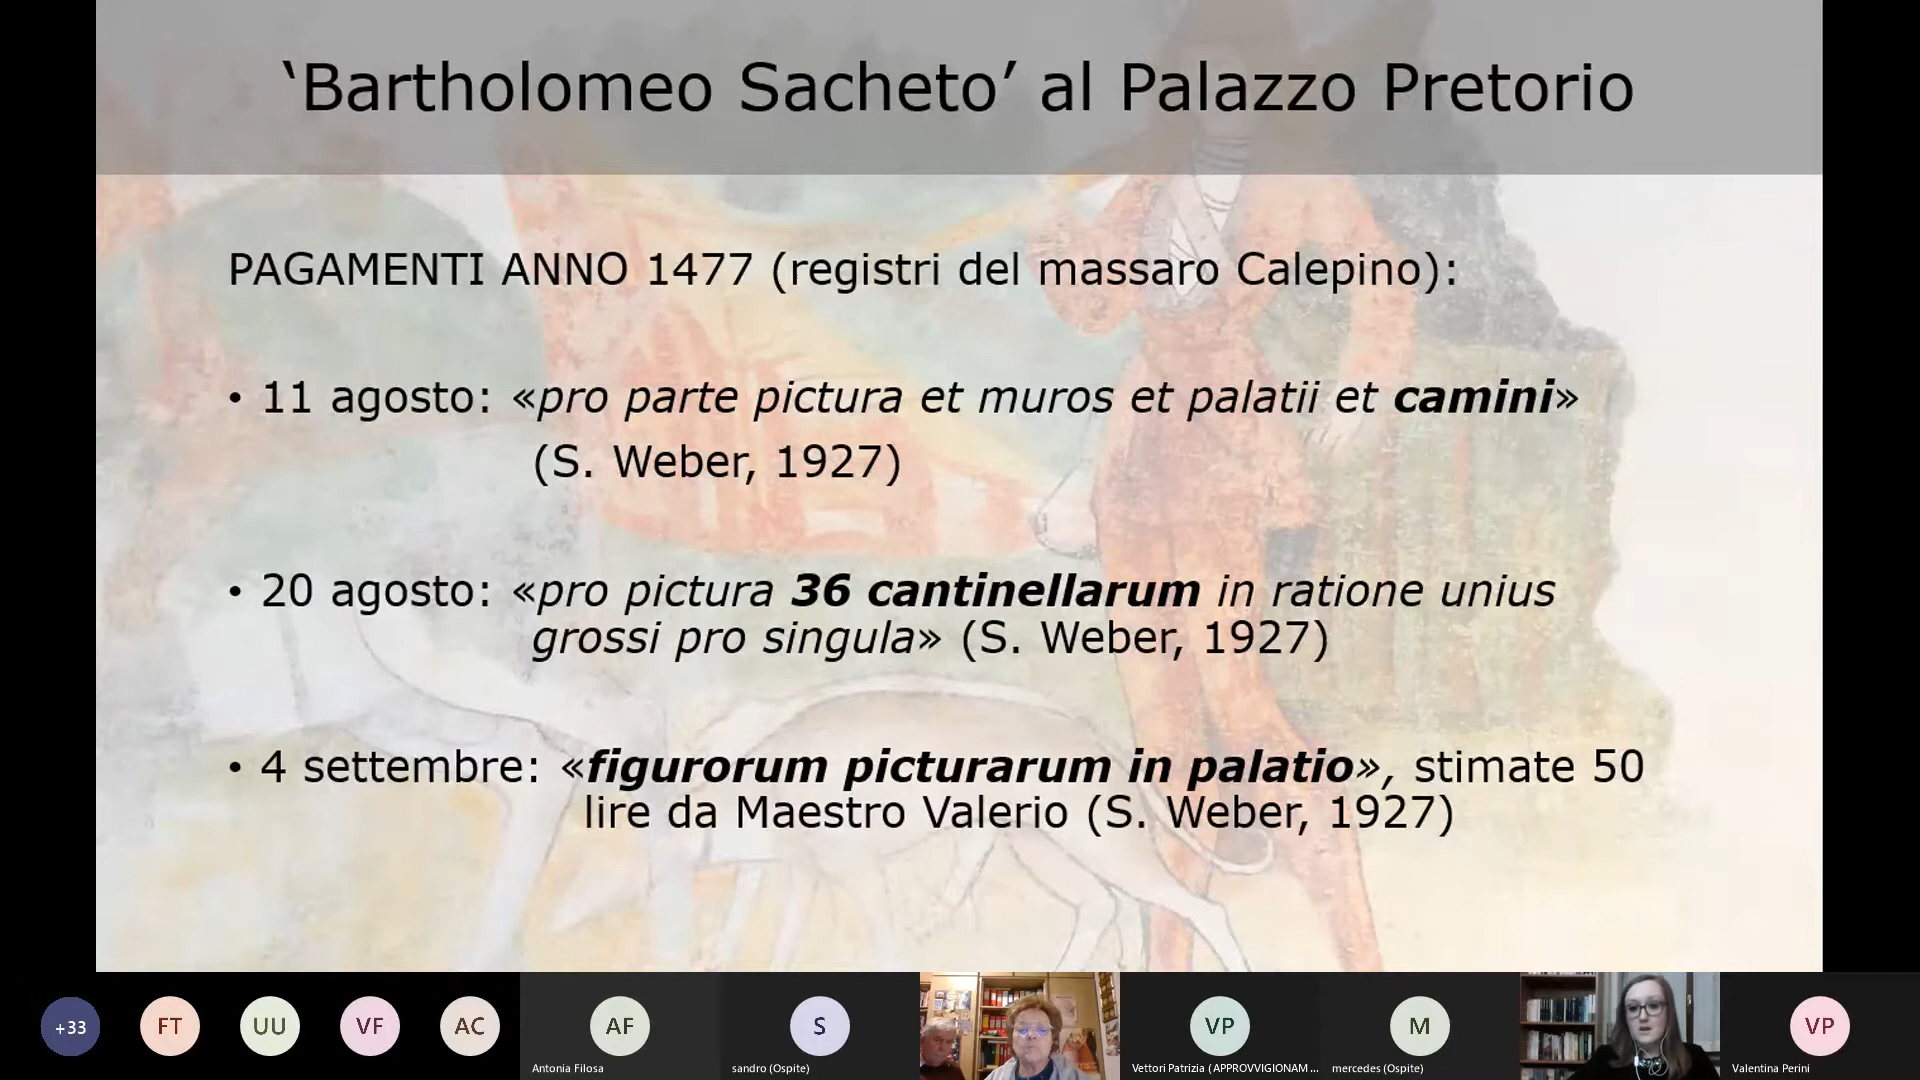 ‘Bartholomeo Sacheto’ al Palazzo Pretorio
PAGAMENTI ANNO 1477 (registri del massaro Calepino):
• 11 agosto: «pro parte pictura et muros et palatii et camini»
(S. Weber, 1927)
• 20 agosto: «pro pictura 36 cantinellarum in ratione unius
grossi pro singula» (S. Weber, 1927)
• 4 settembre: «figurorum picturarum in palatio», stimate 50
lire da Maestro Valerio (S. Weber, 1927)
+33
FT
UU
VF
AC
AF
S
VP
M
VP
Antonia Filosa
sandro (Ospite)
Vettori Patrizia ( APPROVVIGIONAM ...
mercedes (Ospite)
Valentina Perini